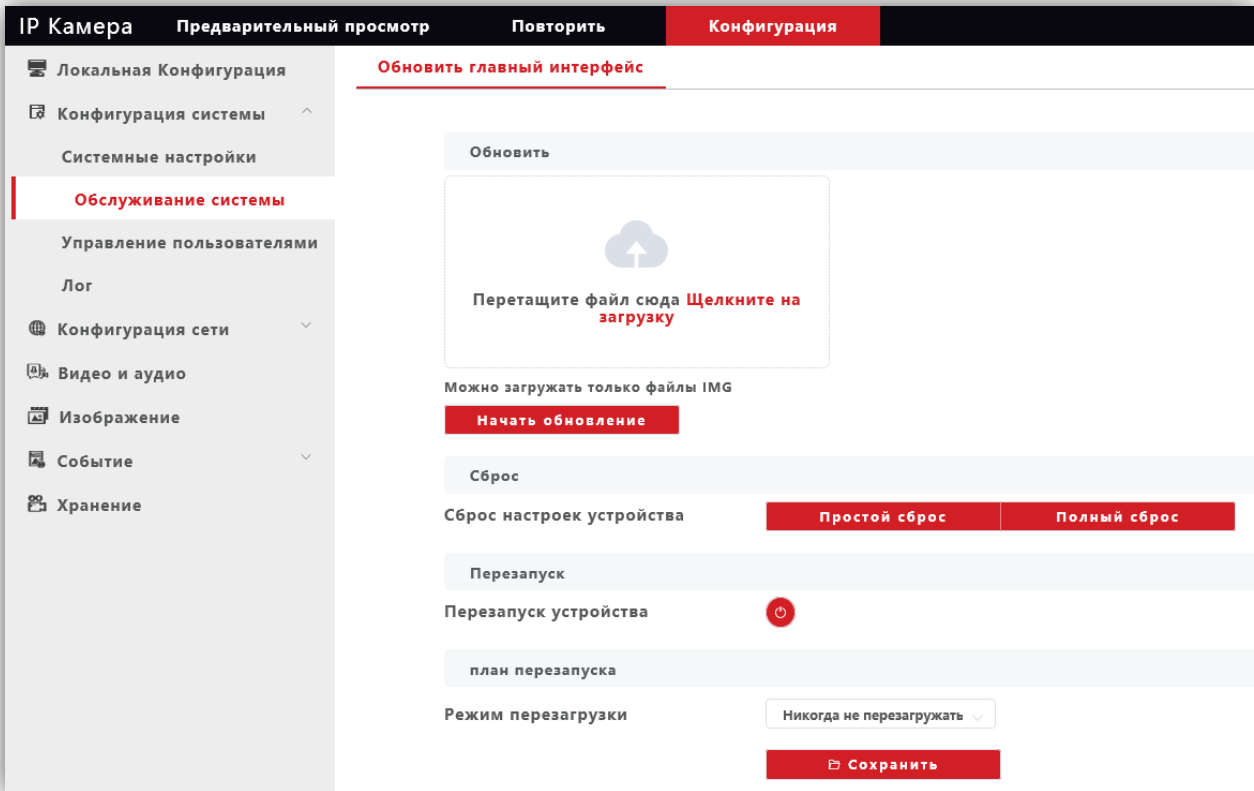 IP Камера Предварительный просмотр Повторить Конфигурация
Локальная Конфигурация
Конфигурация системы
Системные настройки
Обслуживание системы
Управление пользователями
Лог
Конфигурация сети
Видео и аудио
Изображение
Событие
Хранение
Обновить главный интерфейс
Обновить
Перетащите файл сюда Щелкните на
загрузку
Можно загружать только файлы IMG
Начать обновление
Сброс
Сброс настроек устройства Простой сброс Полный сброс
Перезапуск
Перезапуск устройства
план перезапуска
Режим перезагрузки Никогда не перезагружать
Сохранить